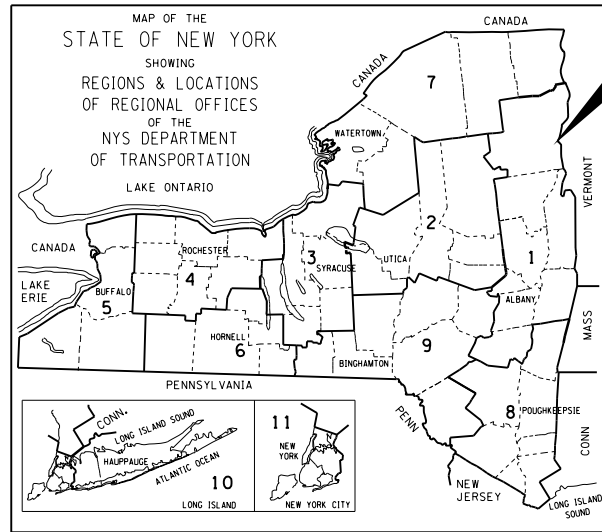 MAP OF THE
STATE OF NEW YORK
SHOWING
REGIONS & LOCATIONS
OF REGIONAL OFFICES
OF THE
NYS DEPARTMENT
OF TRANSPORTATION
LAKE ONTARIO
CANADA
CANADA
7
WATERTOWN
VERMONT
2
1
CANADA
ROCHESTER
4
3
SYRACUSE
UTICA
LAKE
ERIE
BUFFALO
5
ALBANY
MASS
HORNELL
6
BINGHAMTON
9
PENNSYLVANIA
PENN
8
POUGHKEEPSIE
CONN
NEW
JERSEY
LONG ISLAND
SOUND
CONN.
LONG ISLAND SOUND
HAUPPAUGE
ATLANTIC OCEAN
10
LONG ISLAND
11
NEW
YORK
NEW YORK CITY